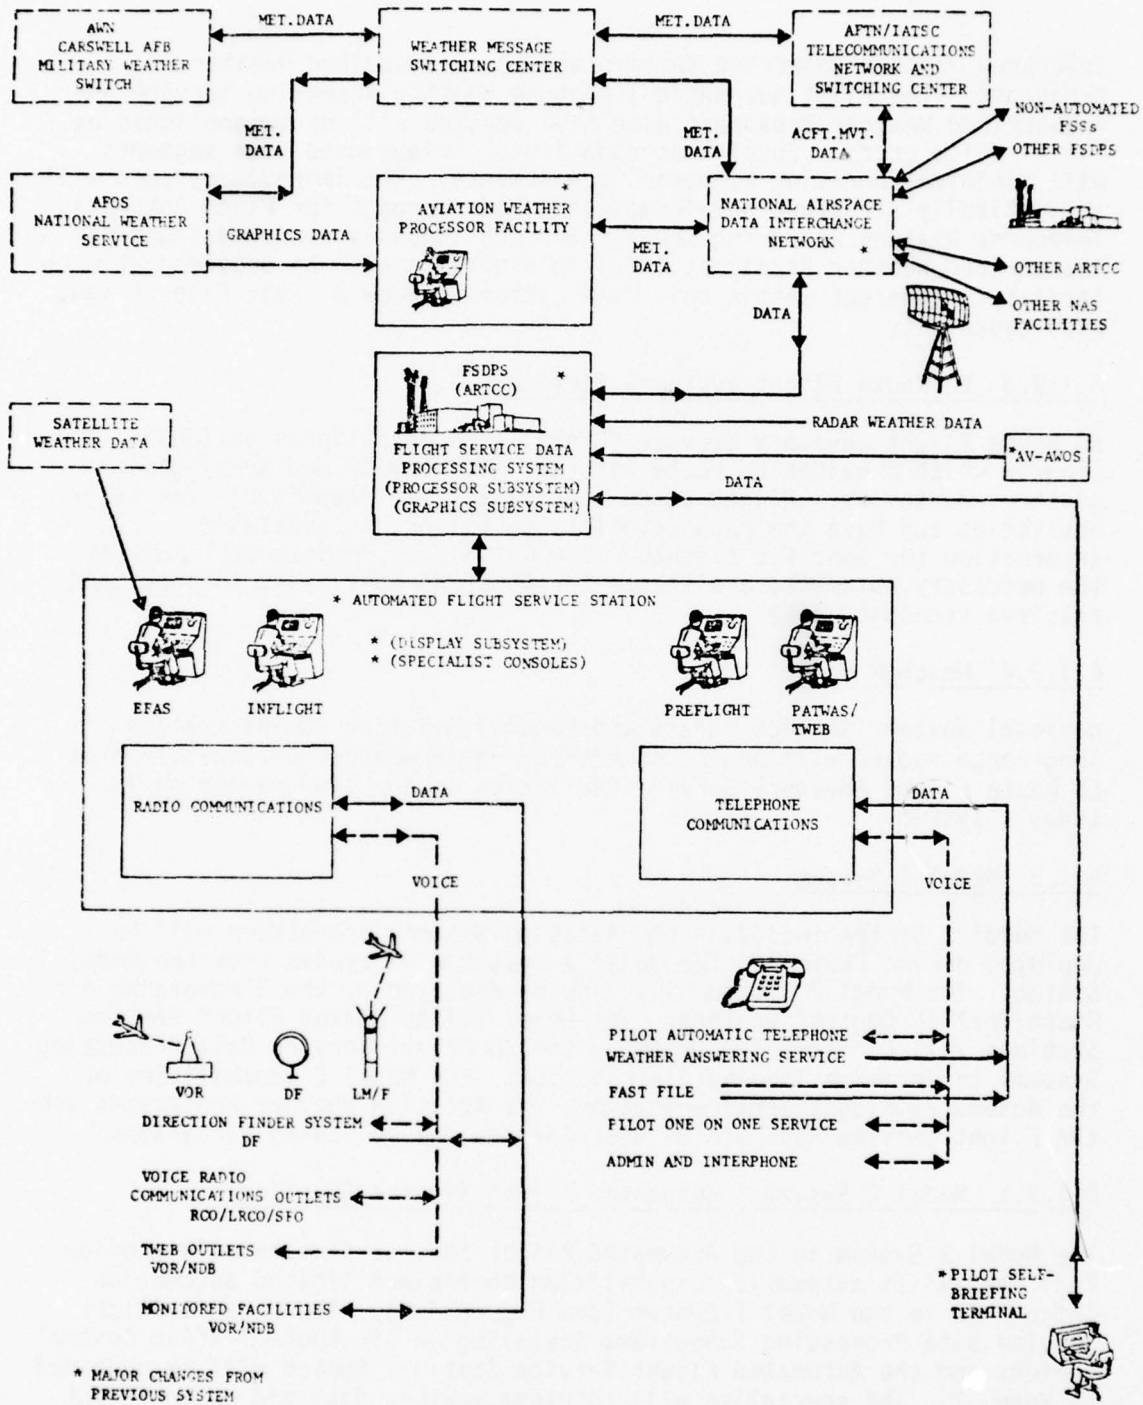 AWN
CARSWELL AFB
MILITARY WEATHER
SWITCH
MET.DATA
WEATHER MESSAGE
SWITCHING CENTER
MET.DATA
AFTN/IATSC
TELECOMMUNICATIONS
NETWORK AND
SWITCHING CENTER
MET.
DATA
MET.
DATA
ACFT.MVT.
DATA
NON-AUTOMATED
FSSs
OTHER FSDPS
AFOS
NATIONAL WEATHER
SERVICE
GRAPHICS DATA
*
AVIATION WEATHER
PROCESSOR FACILITY
MET.
DATA
NATIONAL AIRSPACE
DATA INTERCHANGE
NETWORK *
OTHER ARTCC
OTHER NAS
FACILITIES
DATA
FSDPS *
(ARTCC)
FLIGHT SERVICE DATA
PROCESSING SYSTEM
(PROCESSOR SUBSYSTEM)
(GRAPHICS SUBSYSTEM)
RADAR WEATHER DATA
*AV-AWOS
DATA
SATELLITE
WEATHER DATA
* AUTOMATED FLIGHT SERVICE STATION
* (DISPLAY SUBSYSTEM)
* (SPECIALIST CONSOLES)
EFAS
INFLIGHT
PREFLIGHT
PATWAS/
TWEB
RADIO COMMUNICATIONS
DATA
VOICE
TELEPHONE
COMMUNICATIONS
DATA
VOICE
VOR
DF
LM/F
DIRECTION FINDER SYSTEM
DF
VOICE RADIO
COMMUNICATIONS OUTLETS
RCO/LRCO/SFO
TWEB OUTLETS
VOR/NDB
MONITORED FACILITIES
VOR/NDB
PILOT AUTOMATIC TELEPHONE
WEATHER ANSWERING SERVICE
FAST FILE
PILOT ONE ON ONE SERVICE
ADMIN AND INTERPHONE
*PILOT SELF-
BRIEFING
TERMINAL
* MAJOR CHANGES FROM
PREVIOUS SYSTEM